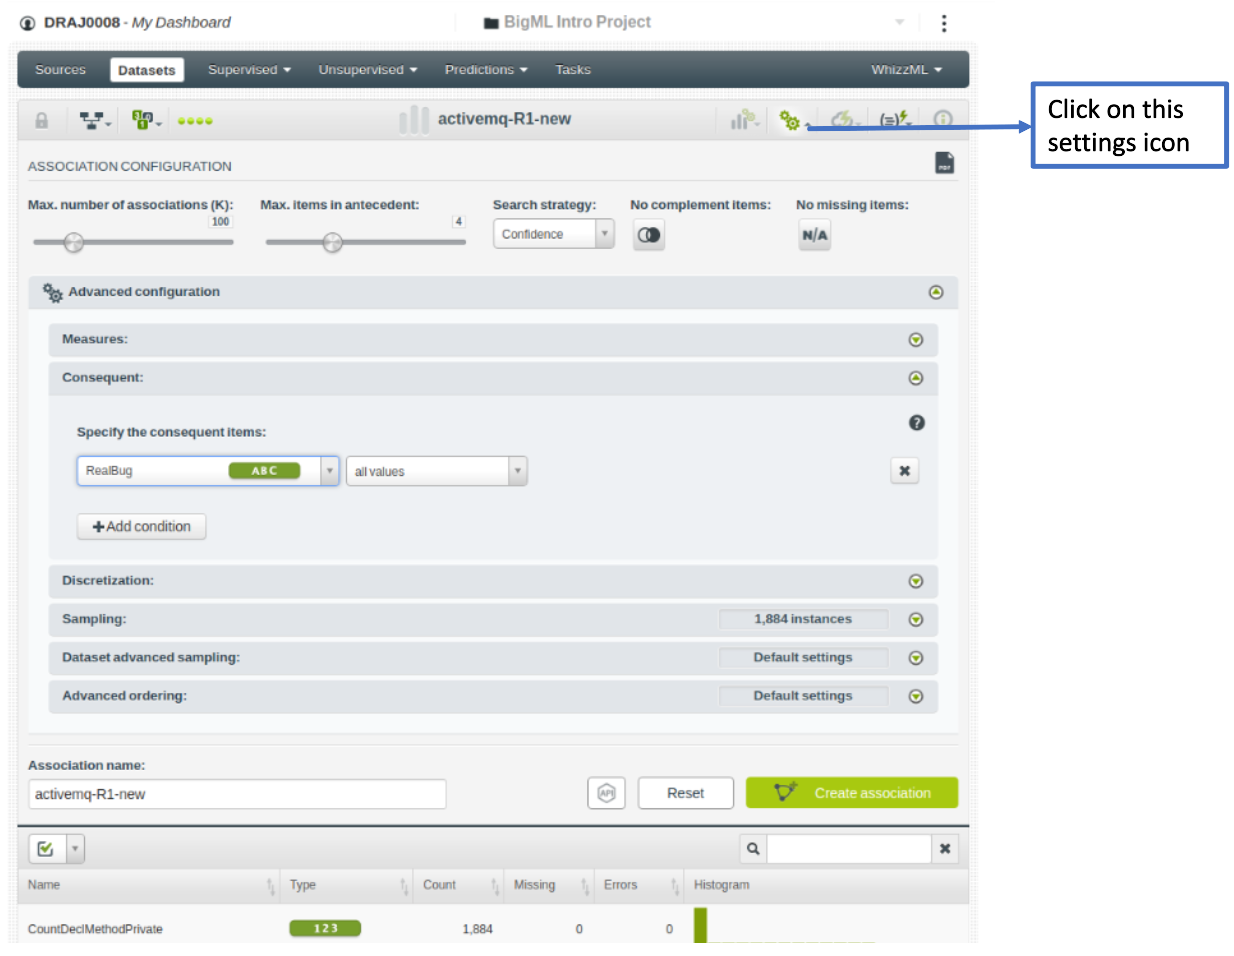 DRAJ0008 - My Dashboard
BigML Intro Project
Sources Datasets Supervised Unsupervised Predictions Tasks WhizzML
activemq-R1-new
Click on this
settings icon
ASSOCIATION CONFIGURATION
PDF
Max. number of associations (K): Max. items in antecedent: Search strategy: No complement items: No missing items:
100 4 Confidence N/A
Advanced configuration
Measures:
Consequent:
Specify the consequent items:
RealBug ABC all values
+Add condition
Discretization:
Sampling: 1,884 instances
Dataset advanced sampling: Default settings
Advanced ordering: Default settings
Association name:
activemq-R1-new API Reset Create association
Name Type Count Missing Errors Histogram
CountDeclMethodPrivate 123 1,884 0 0